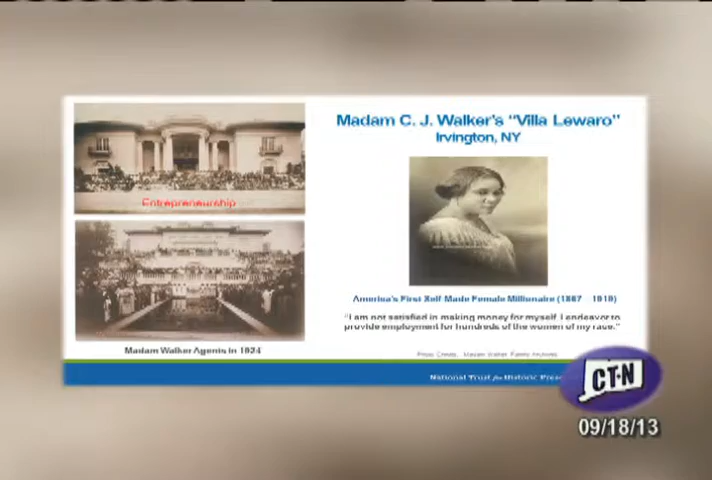 Madam C. J. Walker's "Villa Lewaro"
Irvington, NY
Entrepreneurship
Madam Walker Agents in 1924
America's First Self Made Female Millionaire (1867 – 1919)
"I am not satisfied in making money for myself. I endeavor to
provide employment for hundreds of the women of my race."
Photo Credit: Madam Walker Family Archives
National Trust for Historic
CT-N
09/18/13